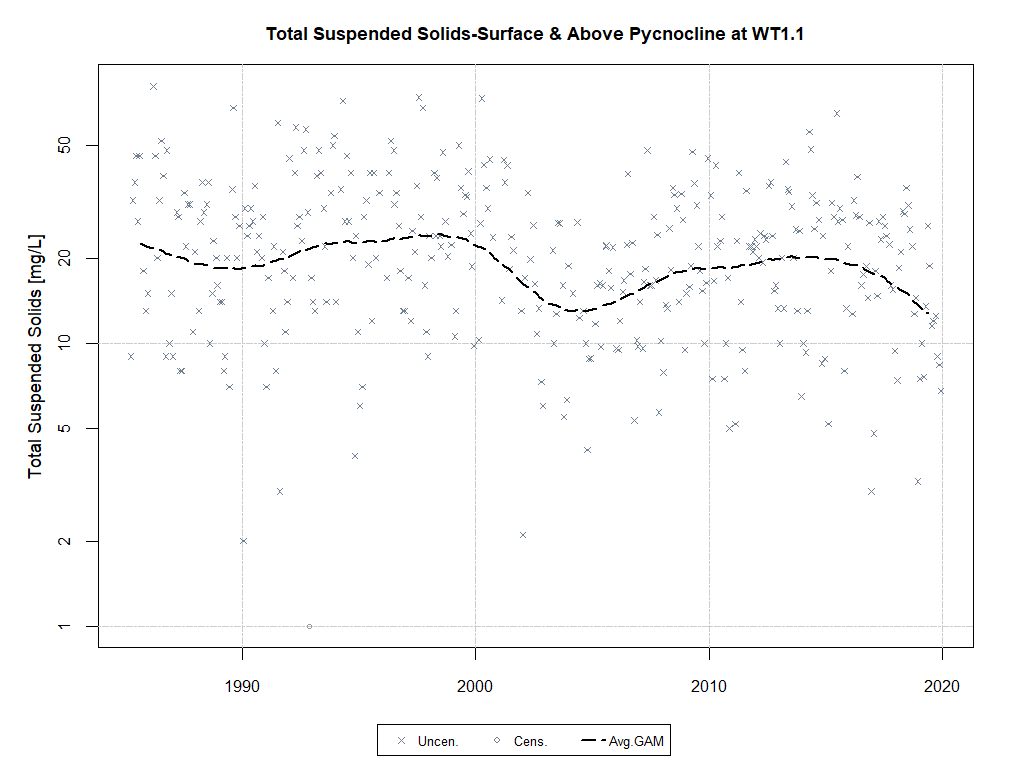 Total Suspended Solids-Surface & Above Pycnocline at WT1.1
Total Suspended Solids [mg/L]
50
20
10
5
2
1
1990 2000 2010 2020
Uncen. Cens. Avg.GAM